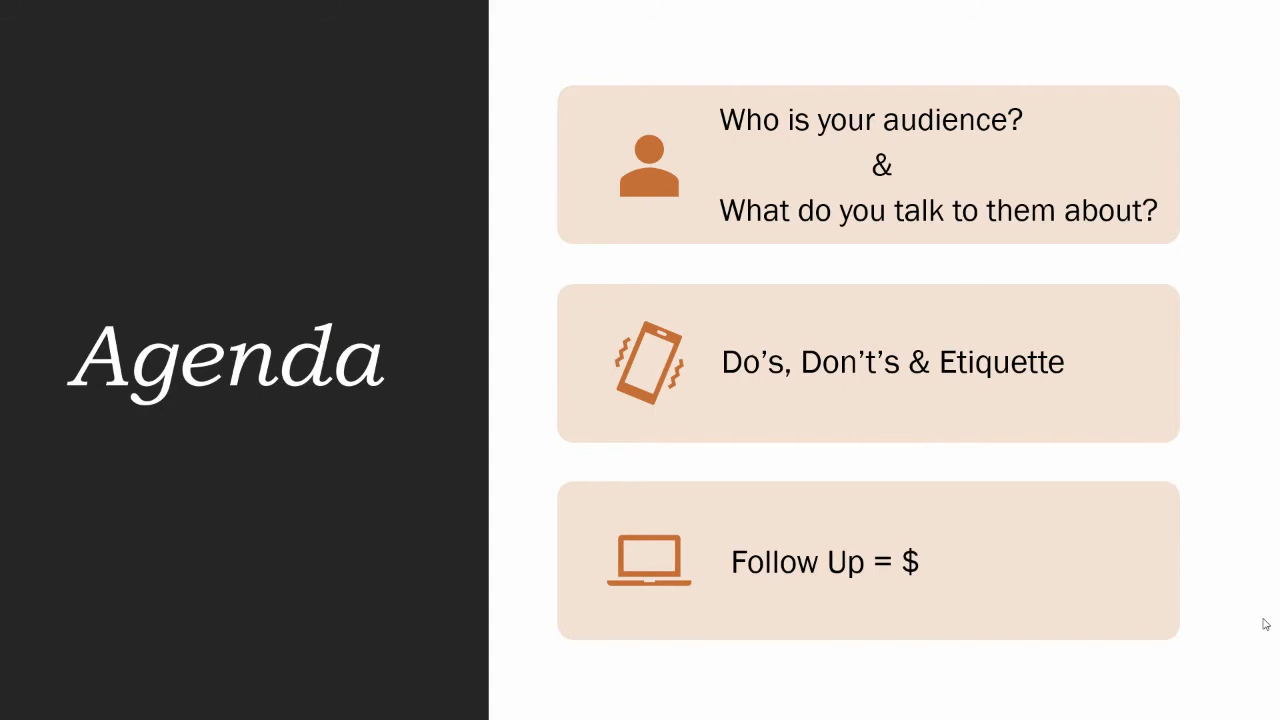 Agenda
Who is your audience?
&
What do you talk to them about?
Do’s, Don’t’s & Etiquette
Follow Up = $